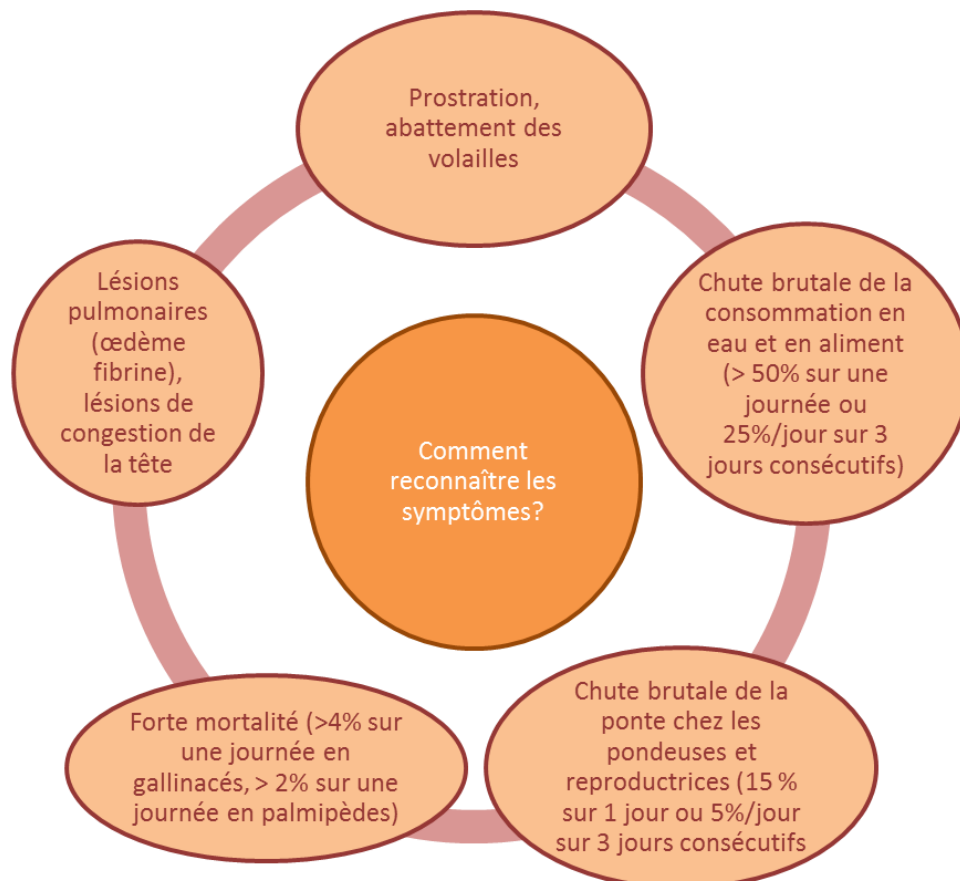 Prostration,
abattement des
volailles
Chute brutale de la
consommation en
eau et en aliment
(> 50% sur une
journée ou
25%/jour sur 3
jours consécutifs)
Chute brutale de la
ponte chez les
pondeuses et
reproductrices (15 %
sur 1 jour ou 5%/jour
sur 3 jours consécutifs
Forte mortalité (>4% sur
une journée en
gallinacés, > 2% sur une
journée en palmipèdes)
Lésions
pulmonaires
(œdème
fibrine),
lésions de
congestion de
la tête
Comment
reconnaître les
symptômes?